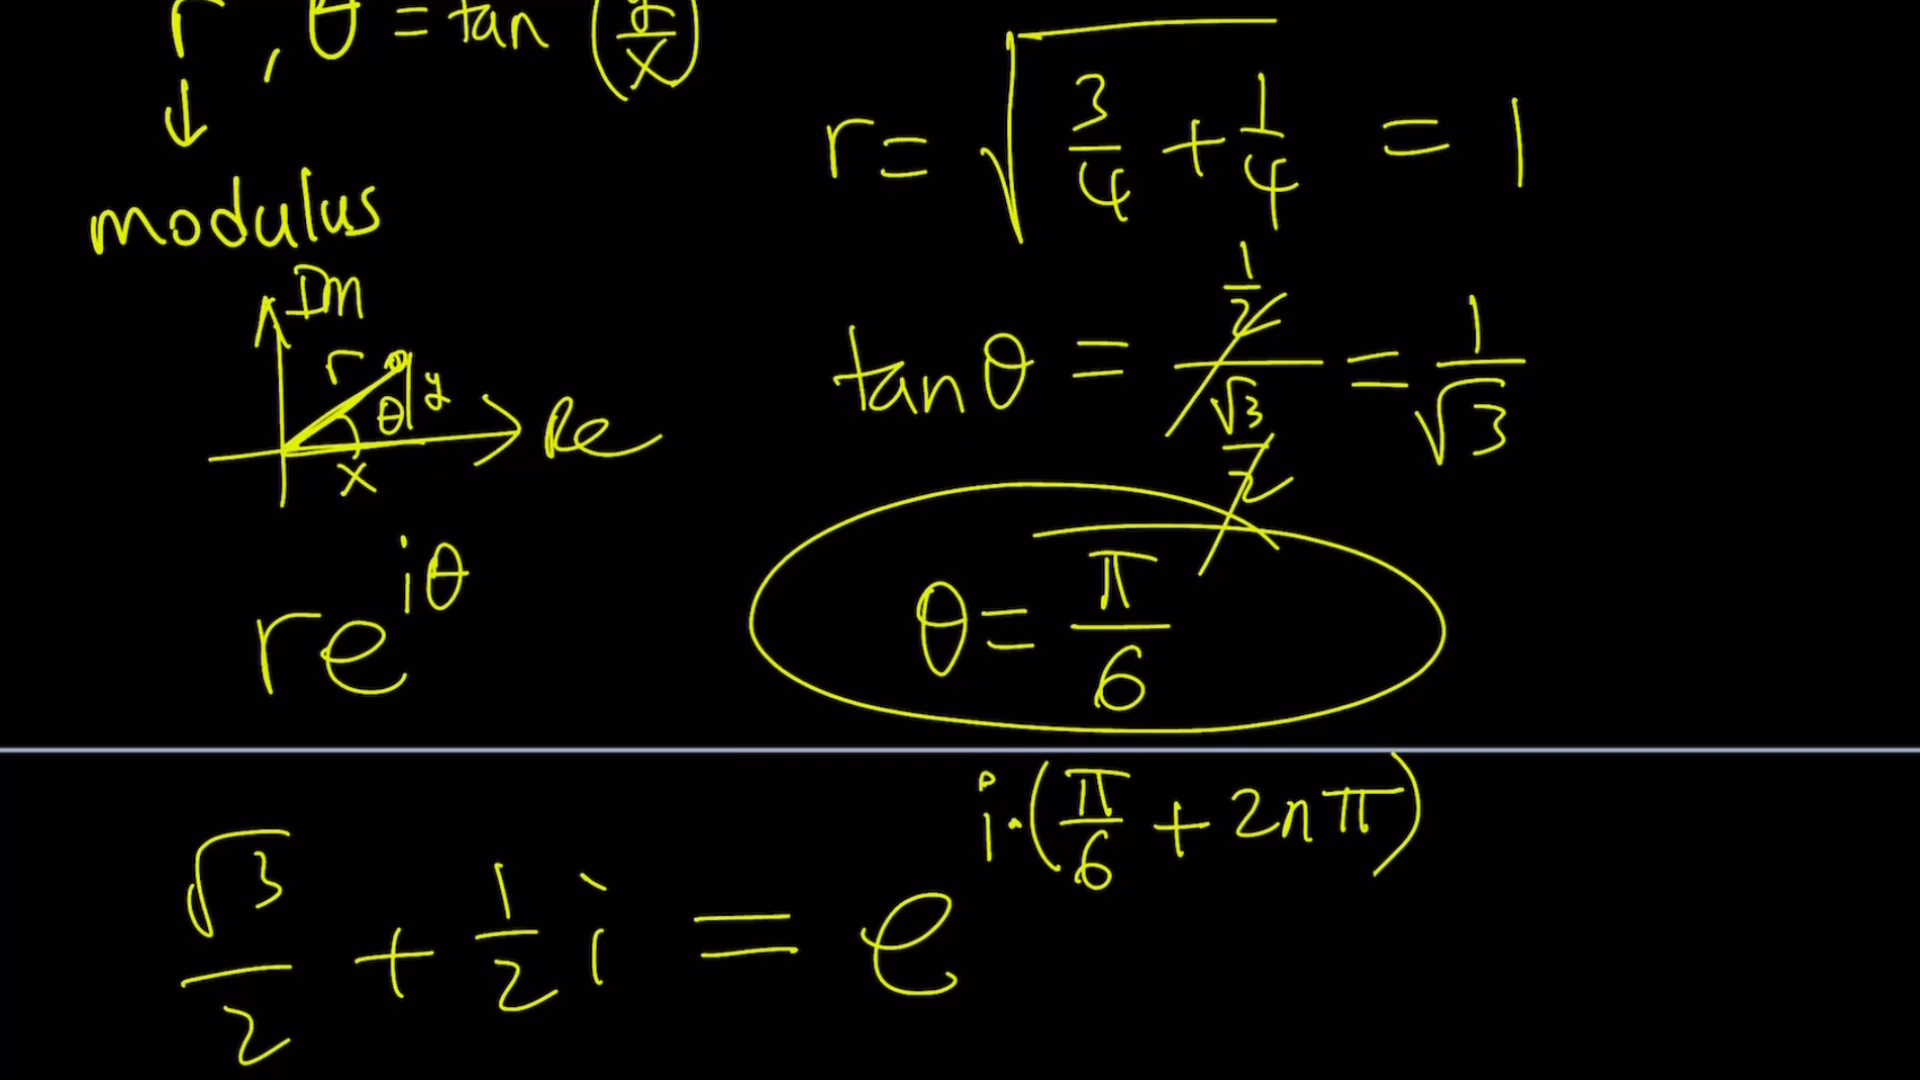 r , θ = tan (y/x)
↓
modulus
Im
r θ y
x Re
re^{iθ}
r = √(3/4 + 1/4) = 1
tan θ = (1/2)/(√3/2) = 1/√3
θ = π/6
√3/2 + 1/2 i = e^{i·(π/6 + 2nπ)}